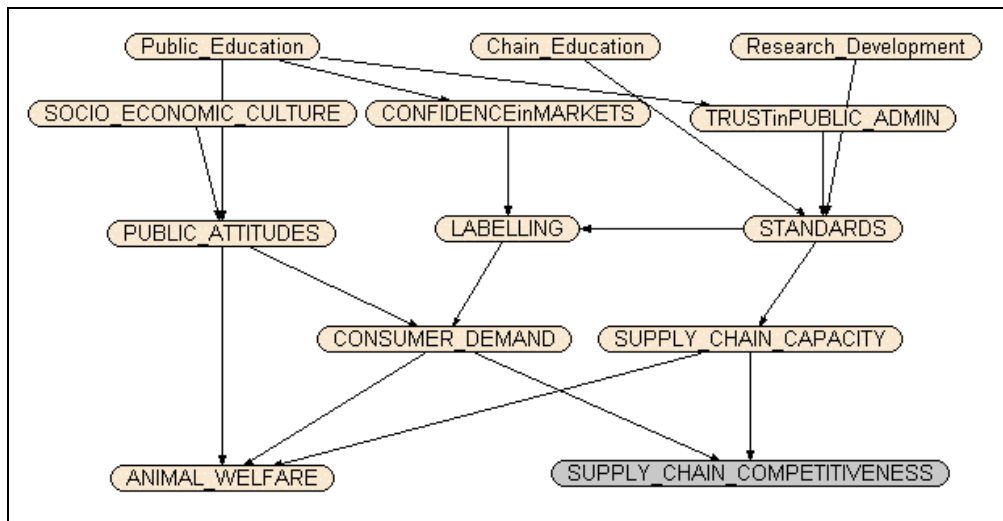 Public_Education
Chain_Education
Research_Development
SOCIO_ECONOMIC_CULTURE
CONFIDENCEinMARKETS
TRUSTinPUBLIC_ADMIN
PUBLIC_ATTITUDES
LABELLING
STANDARDS
CONSUMER_DEMAND
SUPPLY_CHAIN_CAPACITY
ANIMAL_WELFARE
SUPPLY_CHAIN_COMPETITIVENESS